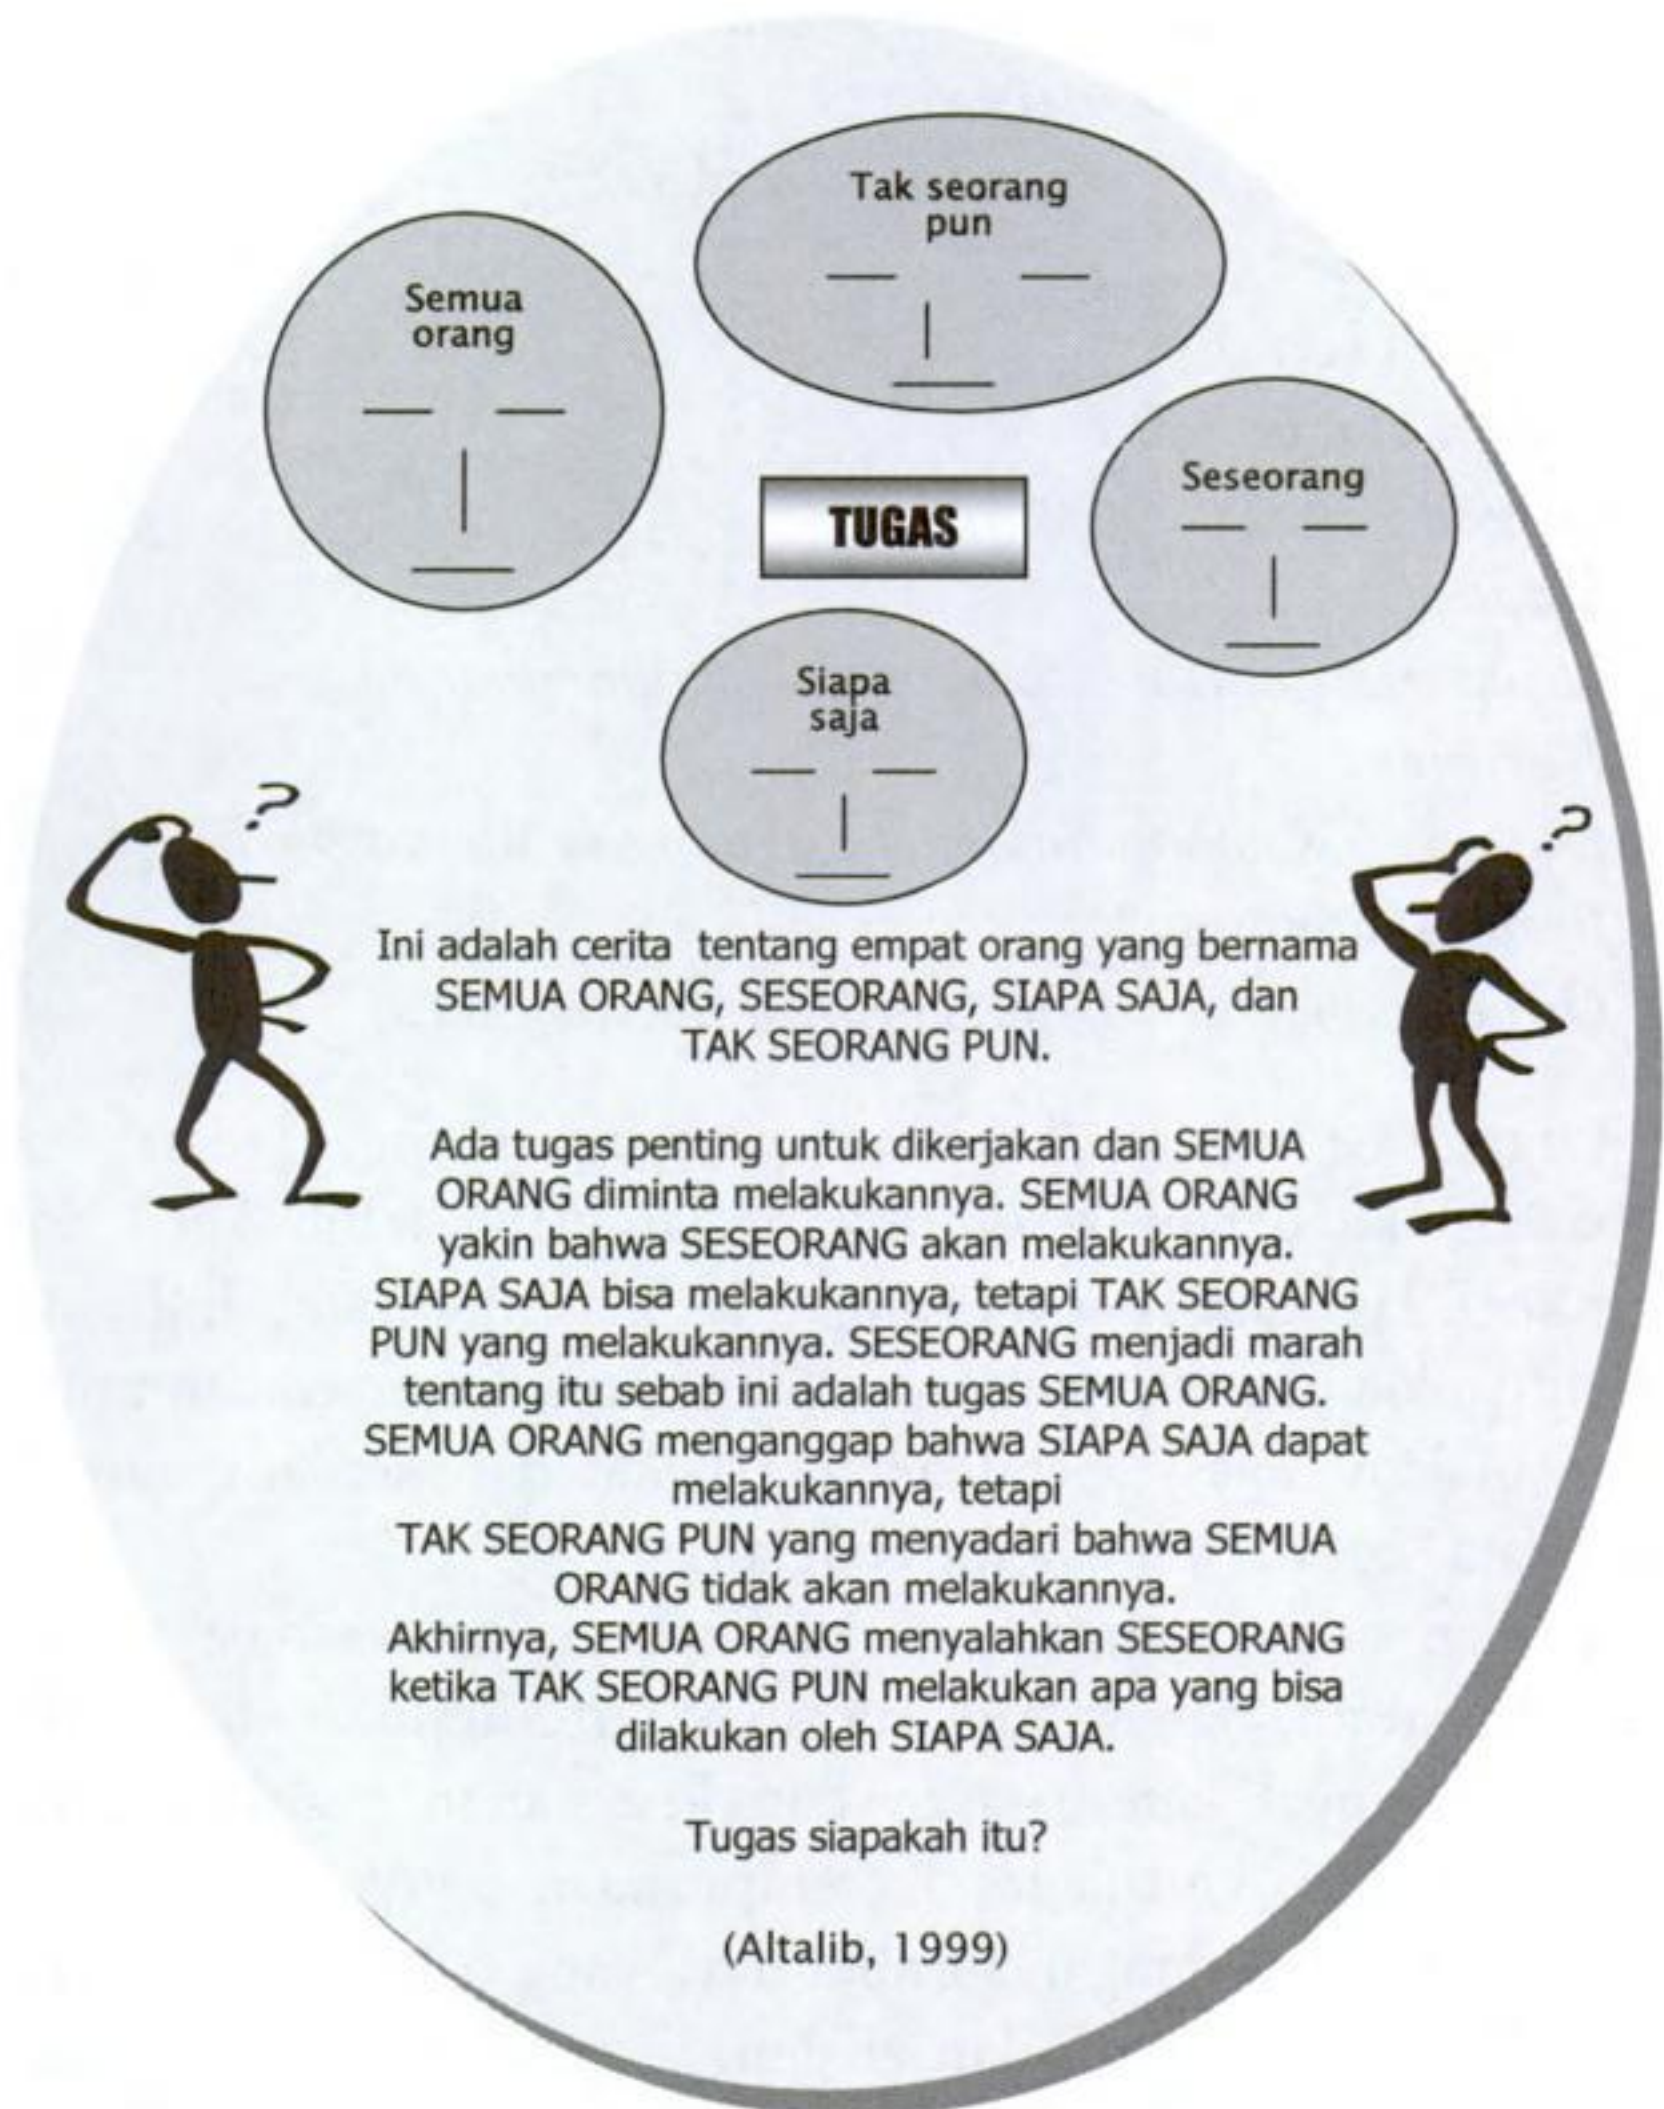 Tak seorang
pun
Semua
orang
Seseorang
TUGAS
Siapa
saja
?
?
Ini adalah cerita tentang empat orang yang bernama
SEMUA ORANG, SESEORANG, SIAPA SAJA, dan
TAK SEORANG PUN.
Ada tugas penting untuk dikerjakan dan SEMUA
ORANG diminta melakukannya. SEMUA ORANG
yakin bahwa SESEORANG akan melakukannya.
SIAPA SAJA bisa melakukannya, tetapi TAK SEORANG
PUN yang melakukannya. SESEORANG menjadi marah
tentang itu sebab ini adalah tugas SEMUA ORANG.
SEMUA ORANG menganggap bahwa SIAPA SAJA dapat
melakukannya, tetapi
TAK SEORANG PUN yang menyadari bahwa SEMUA
ORANG tidak akan melakukannya.
Akhirnya, SEMUA ORANG menyalahkan SESEORANG
ketika TAK SEORANG PUN melakukan apa yang bisa
dilakukan oleh SIAPA SAJA.
Tugas siapakah itu?
(Altalib, 1999)